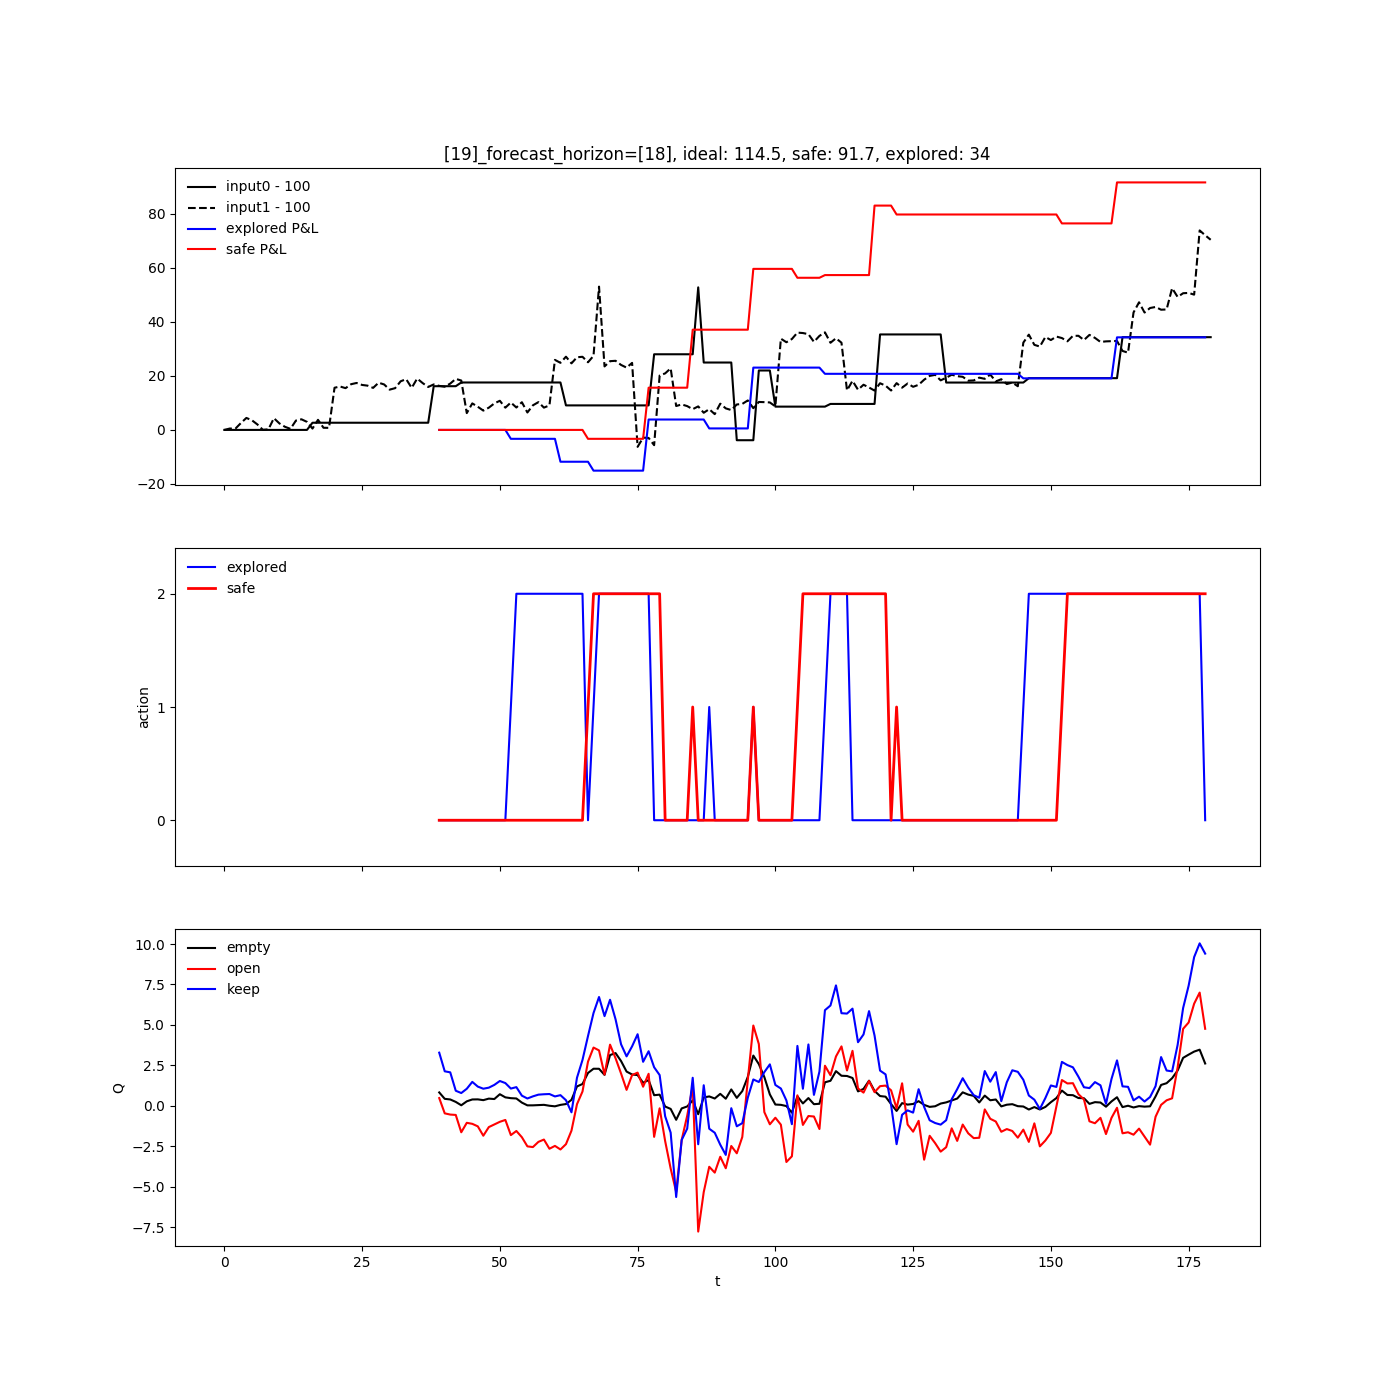 [19]_forecast_horizon=[18], ideal: 114.5, safe: 91.7, explored: 34
input0 - 100
input1 - 100
explored P&L
safe P&L
80
60
40
20
0
−20
explored
safe
2
1
0
action
empty
open
keep
10.0
7.5
5.0
2.5
0.0
−2.5
−5.0
−7.5
Q
0 25 50 75 100 125 150 175
t